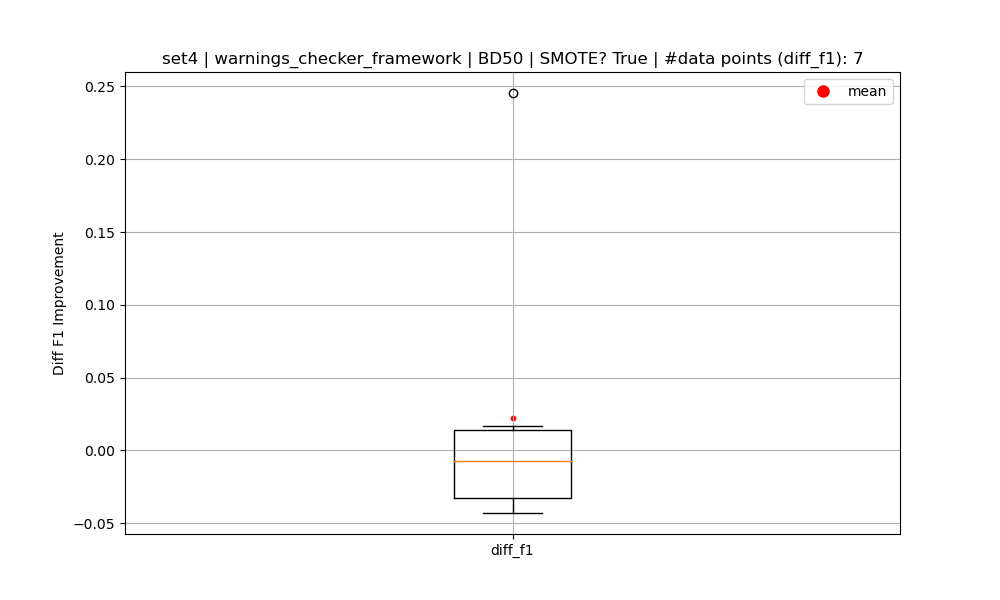 set4 | warnings_checker_framework | BD50 | SMOTE? True | #data points (diff_f1): 7
mean
0.25
0.20
0.15
0.10
0.05
0.00
−0.05
Diff F1 Improvement
diff_f1